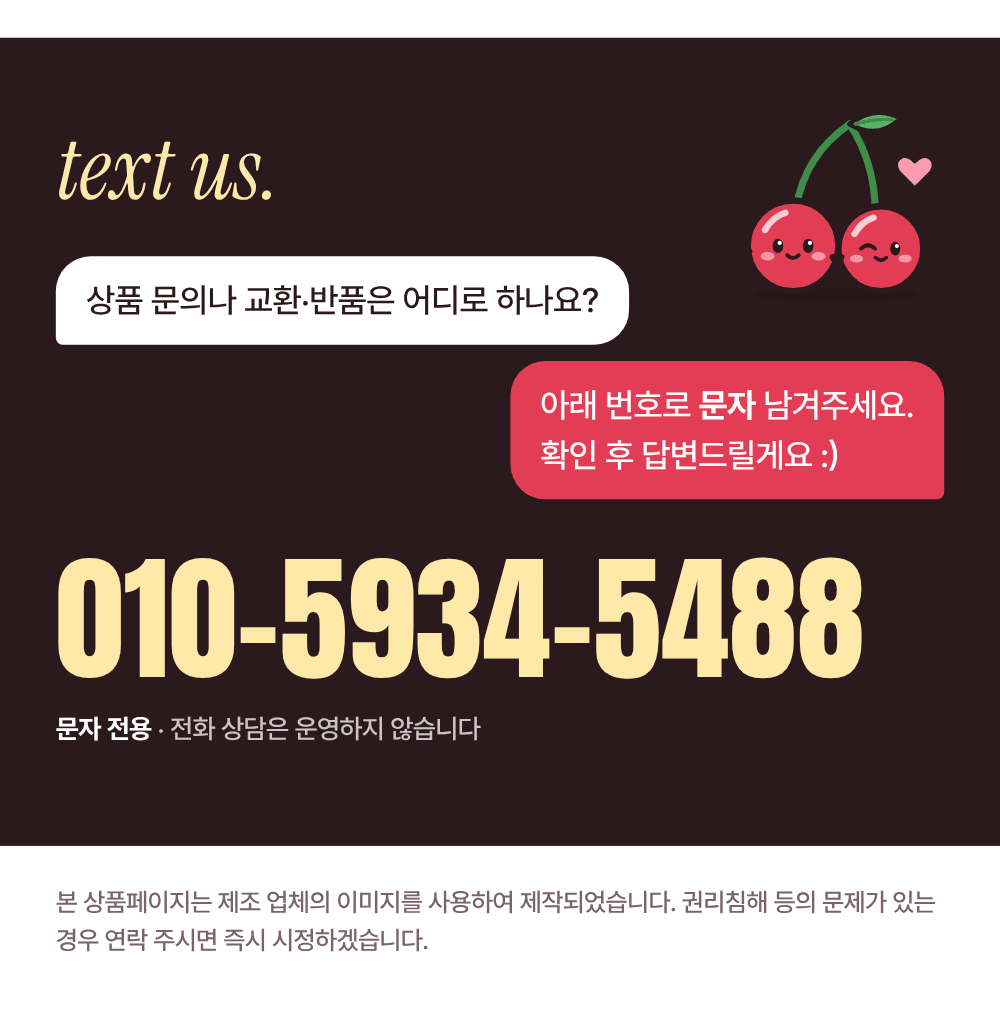 text us.
상품 문의나 교환·반품은 어디로 하나요?
아래 번호로 문자 남겨주세요.
확인 후 답변드릴게요 :)
010-5934-5488
문자 전용 · 전화 상담은 운영하지 않습니다
본 상품페이지는 제조 업체의 이미지를 사용하여 제작되었습니다. 권리침해 등의 문제가 있는
경우 연락 주시면 즉시 시정하겠습니다.